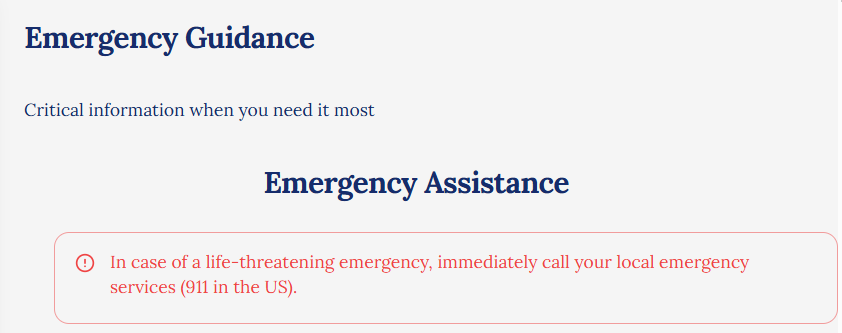 Emergency Guidance
Critical information when you need it most
Emergency Assistance
In case of a life-threatening emergency, immediately call your local emergency
services (911 in the US).